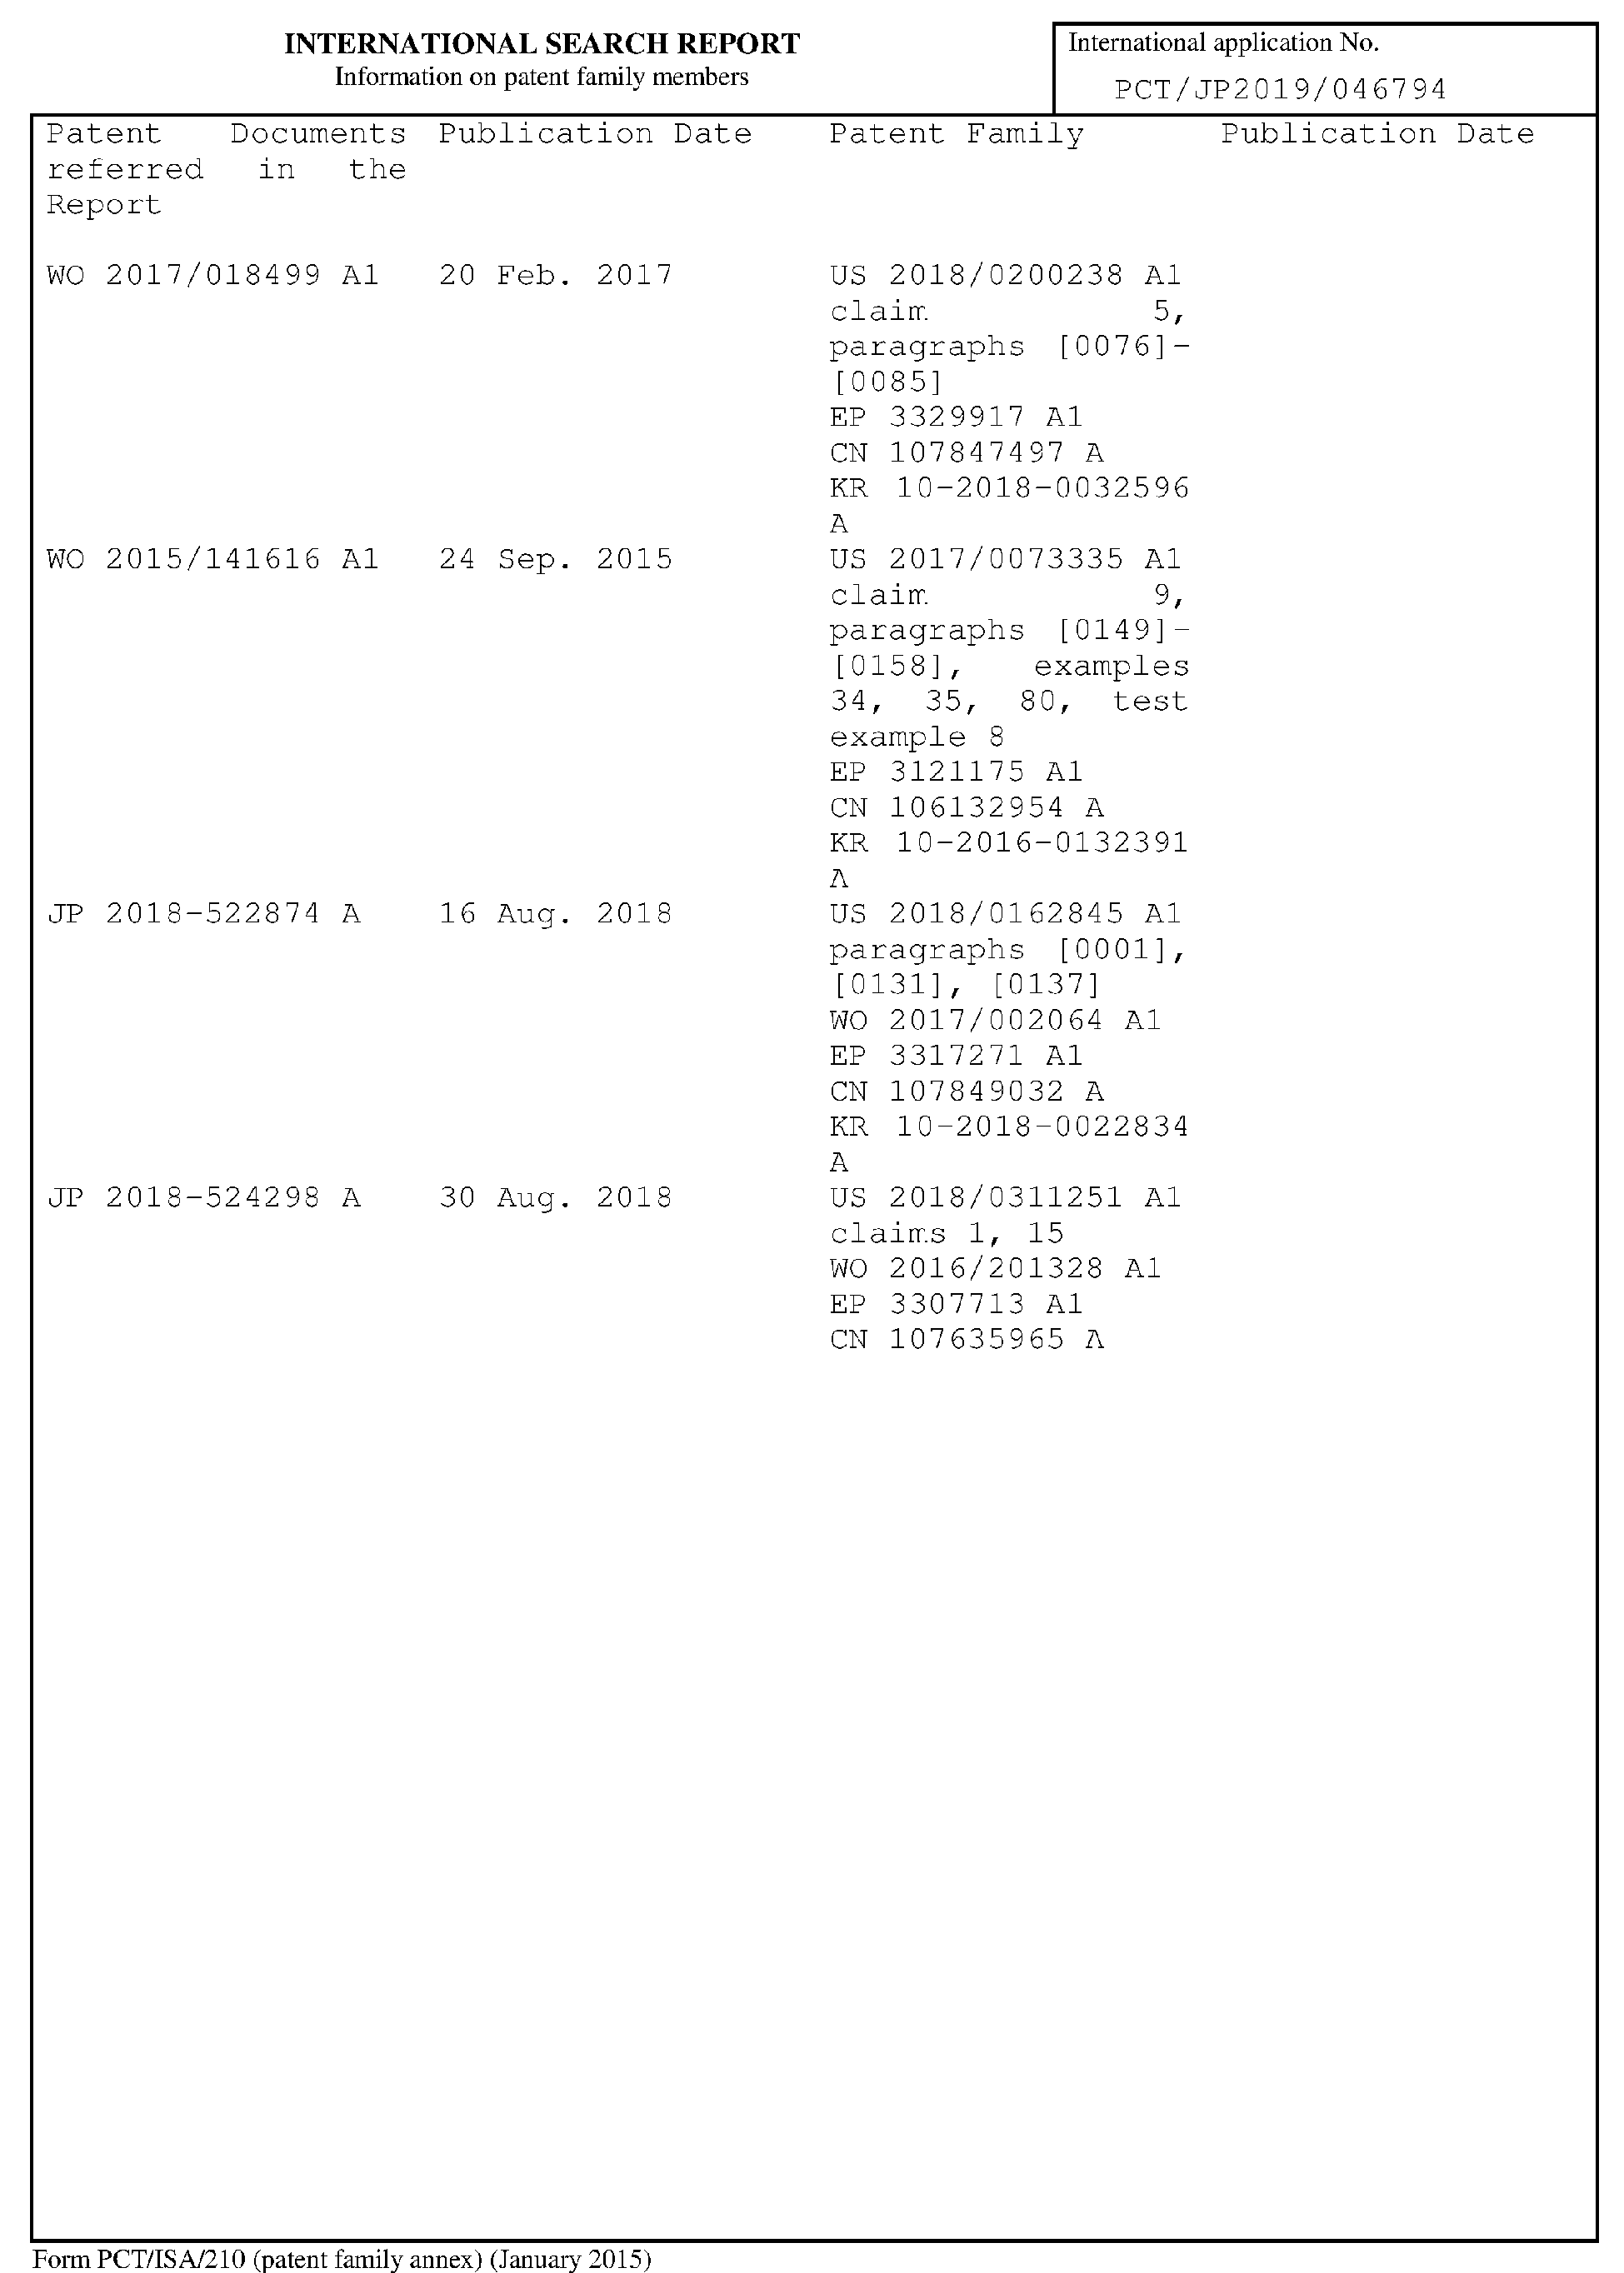 INTERNATIONAL SEARCH REPORT
Information on patent family members
International application No.
PCT/JP2019/046794
Patent Documents Publication Date Patent Family Publication Date
referred in the
Report
WO 2017/018499 A1 20 Feb. 2017 US 2018/0200238 A1
claim 5,
paragraphs [0076]-
[0085]
EP 3329917 A1
CN 107847497 A
KR 10-2018-0032596
A
WO 2015/141616 A1 24 Sep. 2015 US 2017/0073335 A1
claim 9,
paragraphs [0149]-
[0158], examples
34, 35, 80, test
example 8
EP 3121175 A1
CN 106132954 A
KR 10-2016-0132391
A
JP 2018-522874 A 16 Aug. 2018 US 2018/0162845 A1
paragraphs [0001],
[0131], [0137]
WO 2017/002064 A1
EP 3317271 A1
CN 107849032 A
KR 10-2018-0022834
A
JP 2018-524298 A 30 Aug. 2018 US 2018/0311251 A1
claims 1, 15
WO 2016/201328 A1
EP 3307713 A1
CN 107635965 A
Form PCT/ISA/210 (patent family annex) (January 2015)